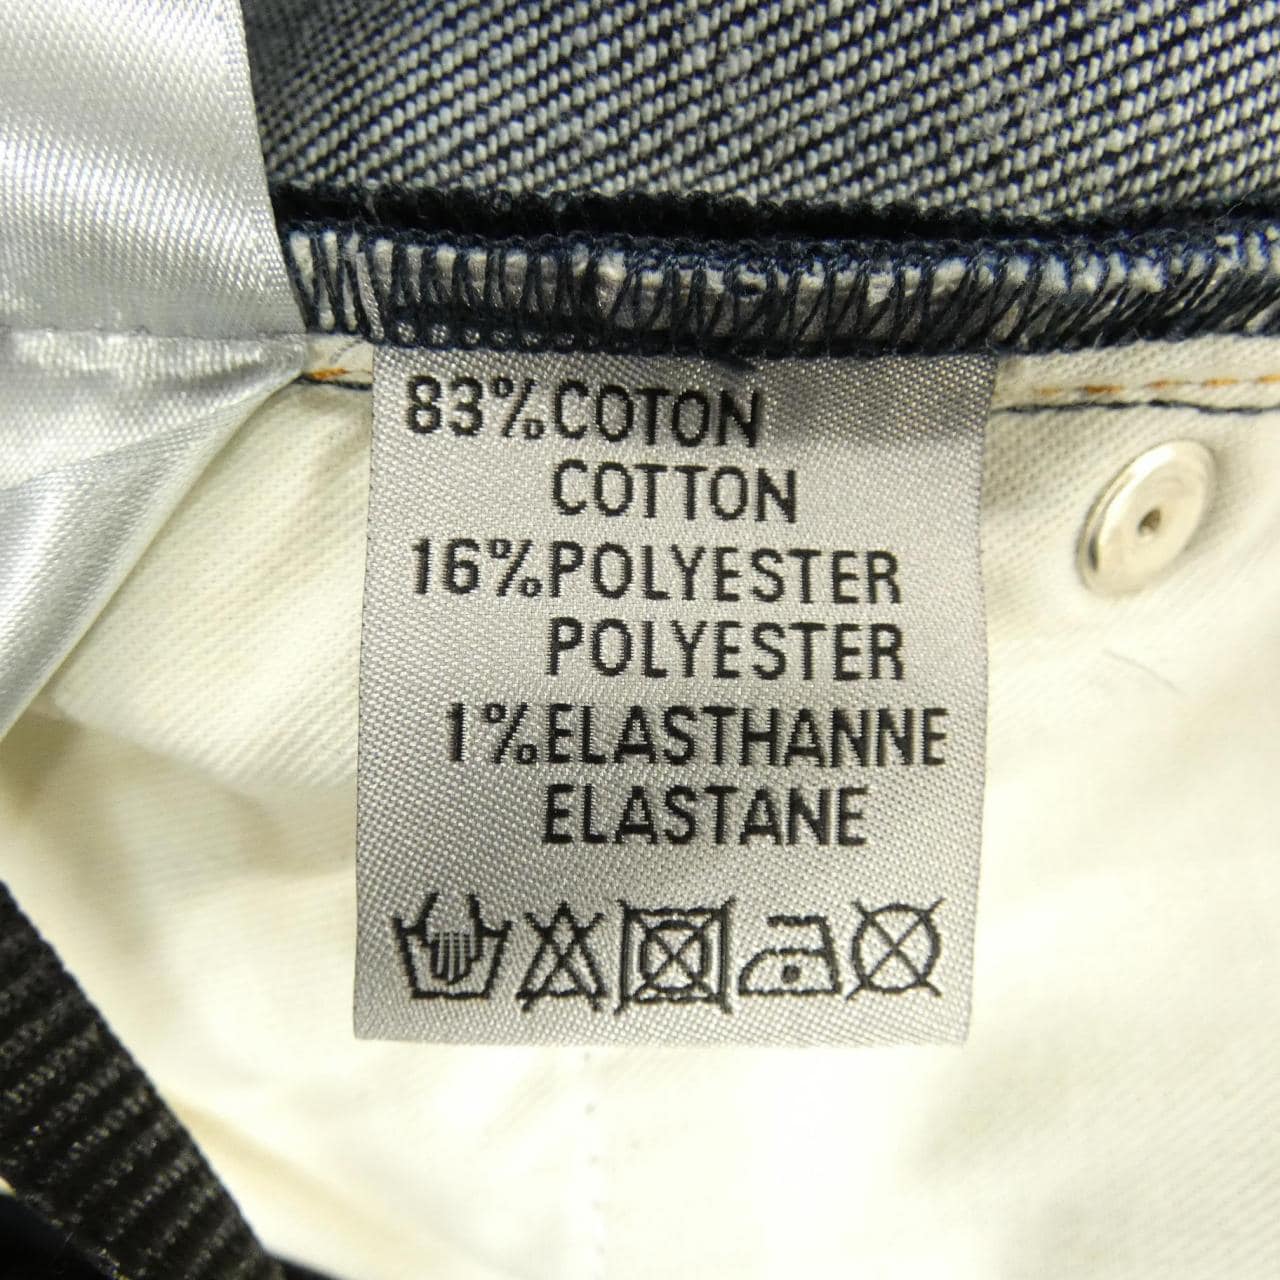 83%COTON
COTTON
16%POLYESTER
POLYESTER
1%ELASTHANNE
ELASTANE